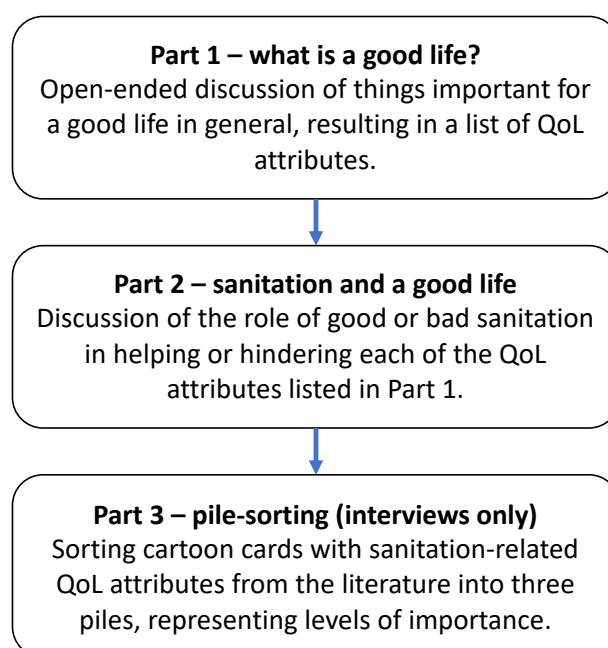 Part 1 – what is a good life?
Open-ended discussion of things important for
a good life in general, resulting in a list of QoL
attributes.
Part 2 – sanitation and a good life
Discussion of the role of good or bad sanitation
in helping or hindering each of the QoL
attributes listed in Part 1.
Part 3 – pile-sorting (interviews only)
Sorting cartoon cards with sanitation-related
QoL attributes from the literature into three
piles, representing levels of importance.